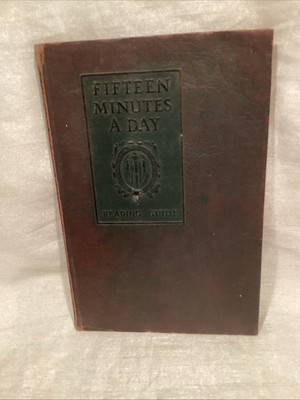 FIFTEEN
MINUTES
A DAY
READING GUIDE